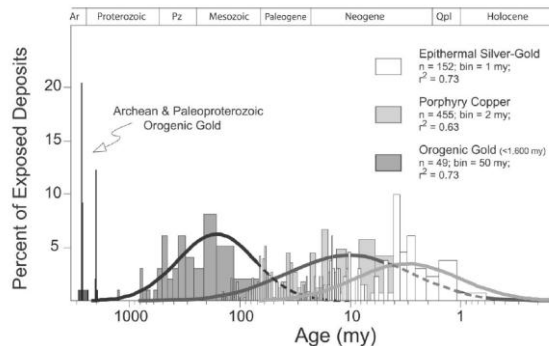 Ar Proterozoic Pz Mesozoic Paleogene Neogene Qpl Holocene
Percent of Exposed Deposits
20
15
10
5
Archean & Paleoproterozoic
Orogenic Gold
Epithermal Silver-Gold
n = 152; bin = 1 my;
r² = 0.73
Porphyry Copper
n = 455; bin = 2 my;
r² = 0.63
Orogenic Gold (<1,600 my)
n = 49; bin = 50 my;
r² = 0.73
1000 100 10 1
Age (my)